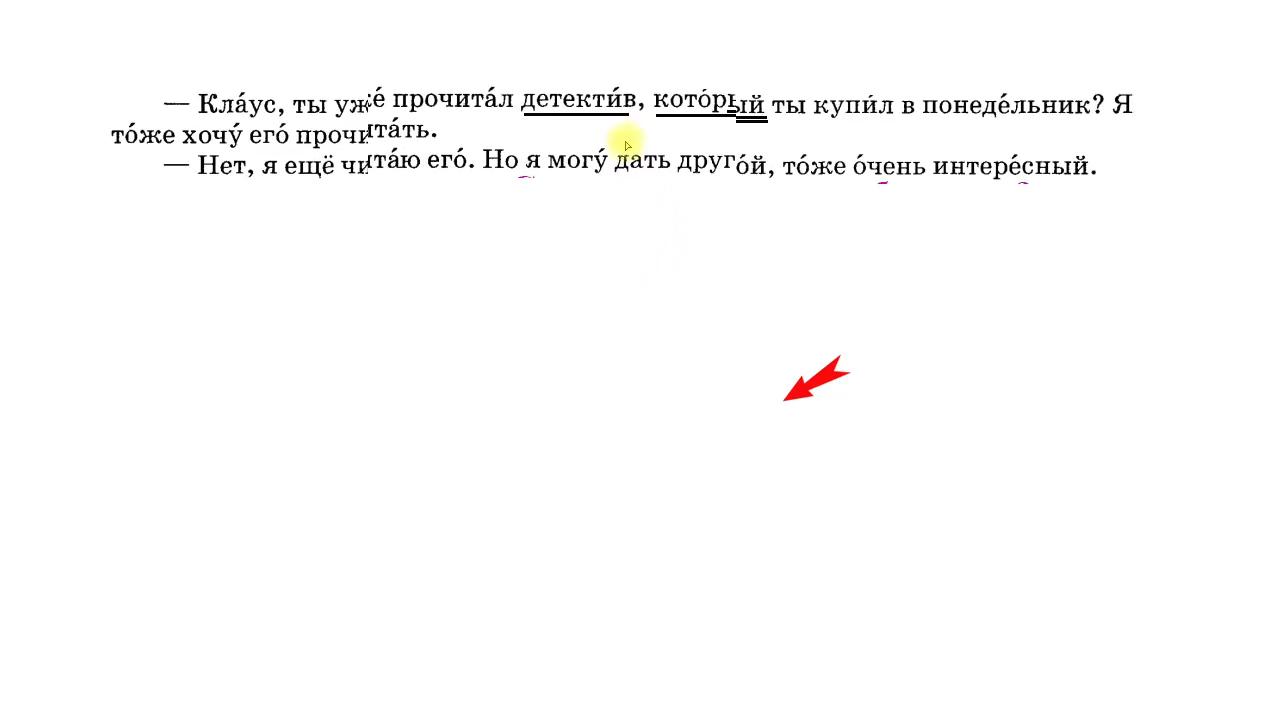 — Кла́ус, ты уже́ прочита́л детекти́в, кото́рый ты купи́л в понеде́льник? Я
то́же хочу́ его́ прочита́ть.
— Нет, я ещё чита́ю его́. Но я могу́ дать друго́й, то́же о́чень интере́сный.